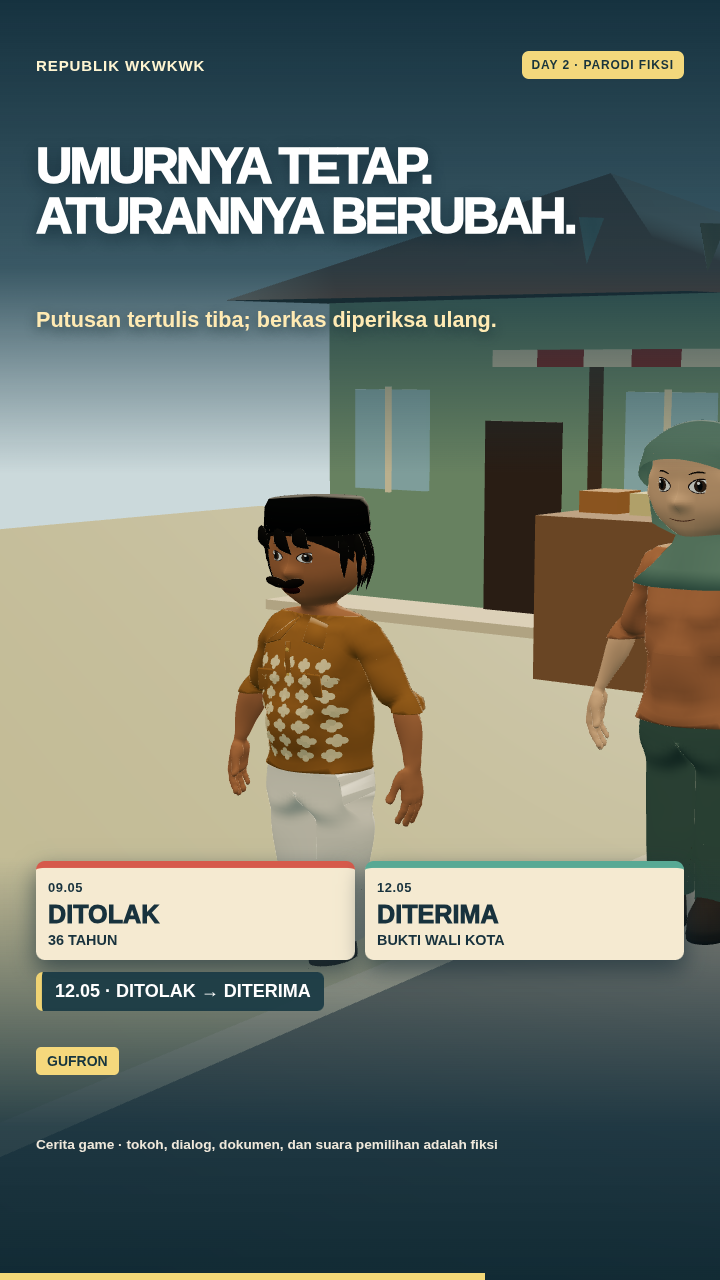 REPUBLIK WKWKWK
DAY 2 · PARODI FIKSI
UMURNYA TETAP.
ATURANNYA BERUBAH.
Putusan tertulis tiba; berkas diperiksa ulang.
09.05
DITOLAK
36 TAHUN
12.05
DITERIMA
BUKTI WALI KOTA
12.05 · DITOLAK → DITERIMA
GUFRON
Cerita game · tokoh, dialog, dokumen, dan suara pemilihan adalah fiksi